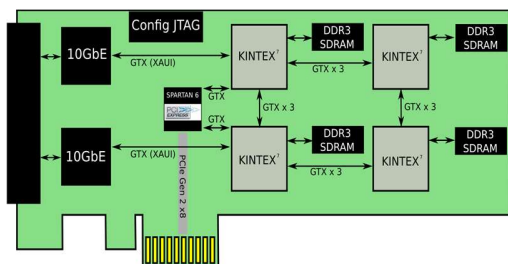 Config JTAG
10GbE
GTX (XAUI)
KINTEX7
DDR3
SDRAM
GTX x 3
KINTEX7
DDR3
SDRAM
SPARTAN 6
PCI
EXPRESS
GTX
GTX
GTX x 3
GTX x 3
10GbE
GTX (XAUI)
KINTEX7
DDR3
SDRAM
GTX x 3
KINTEX7
DDR3
SDRAM
PCIe Gen 2 x8